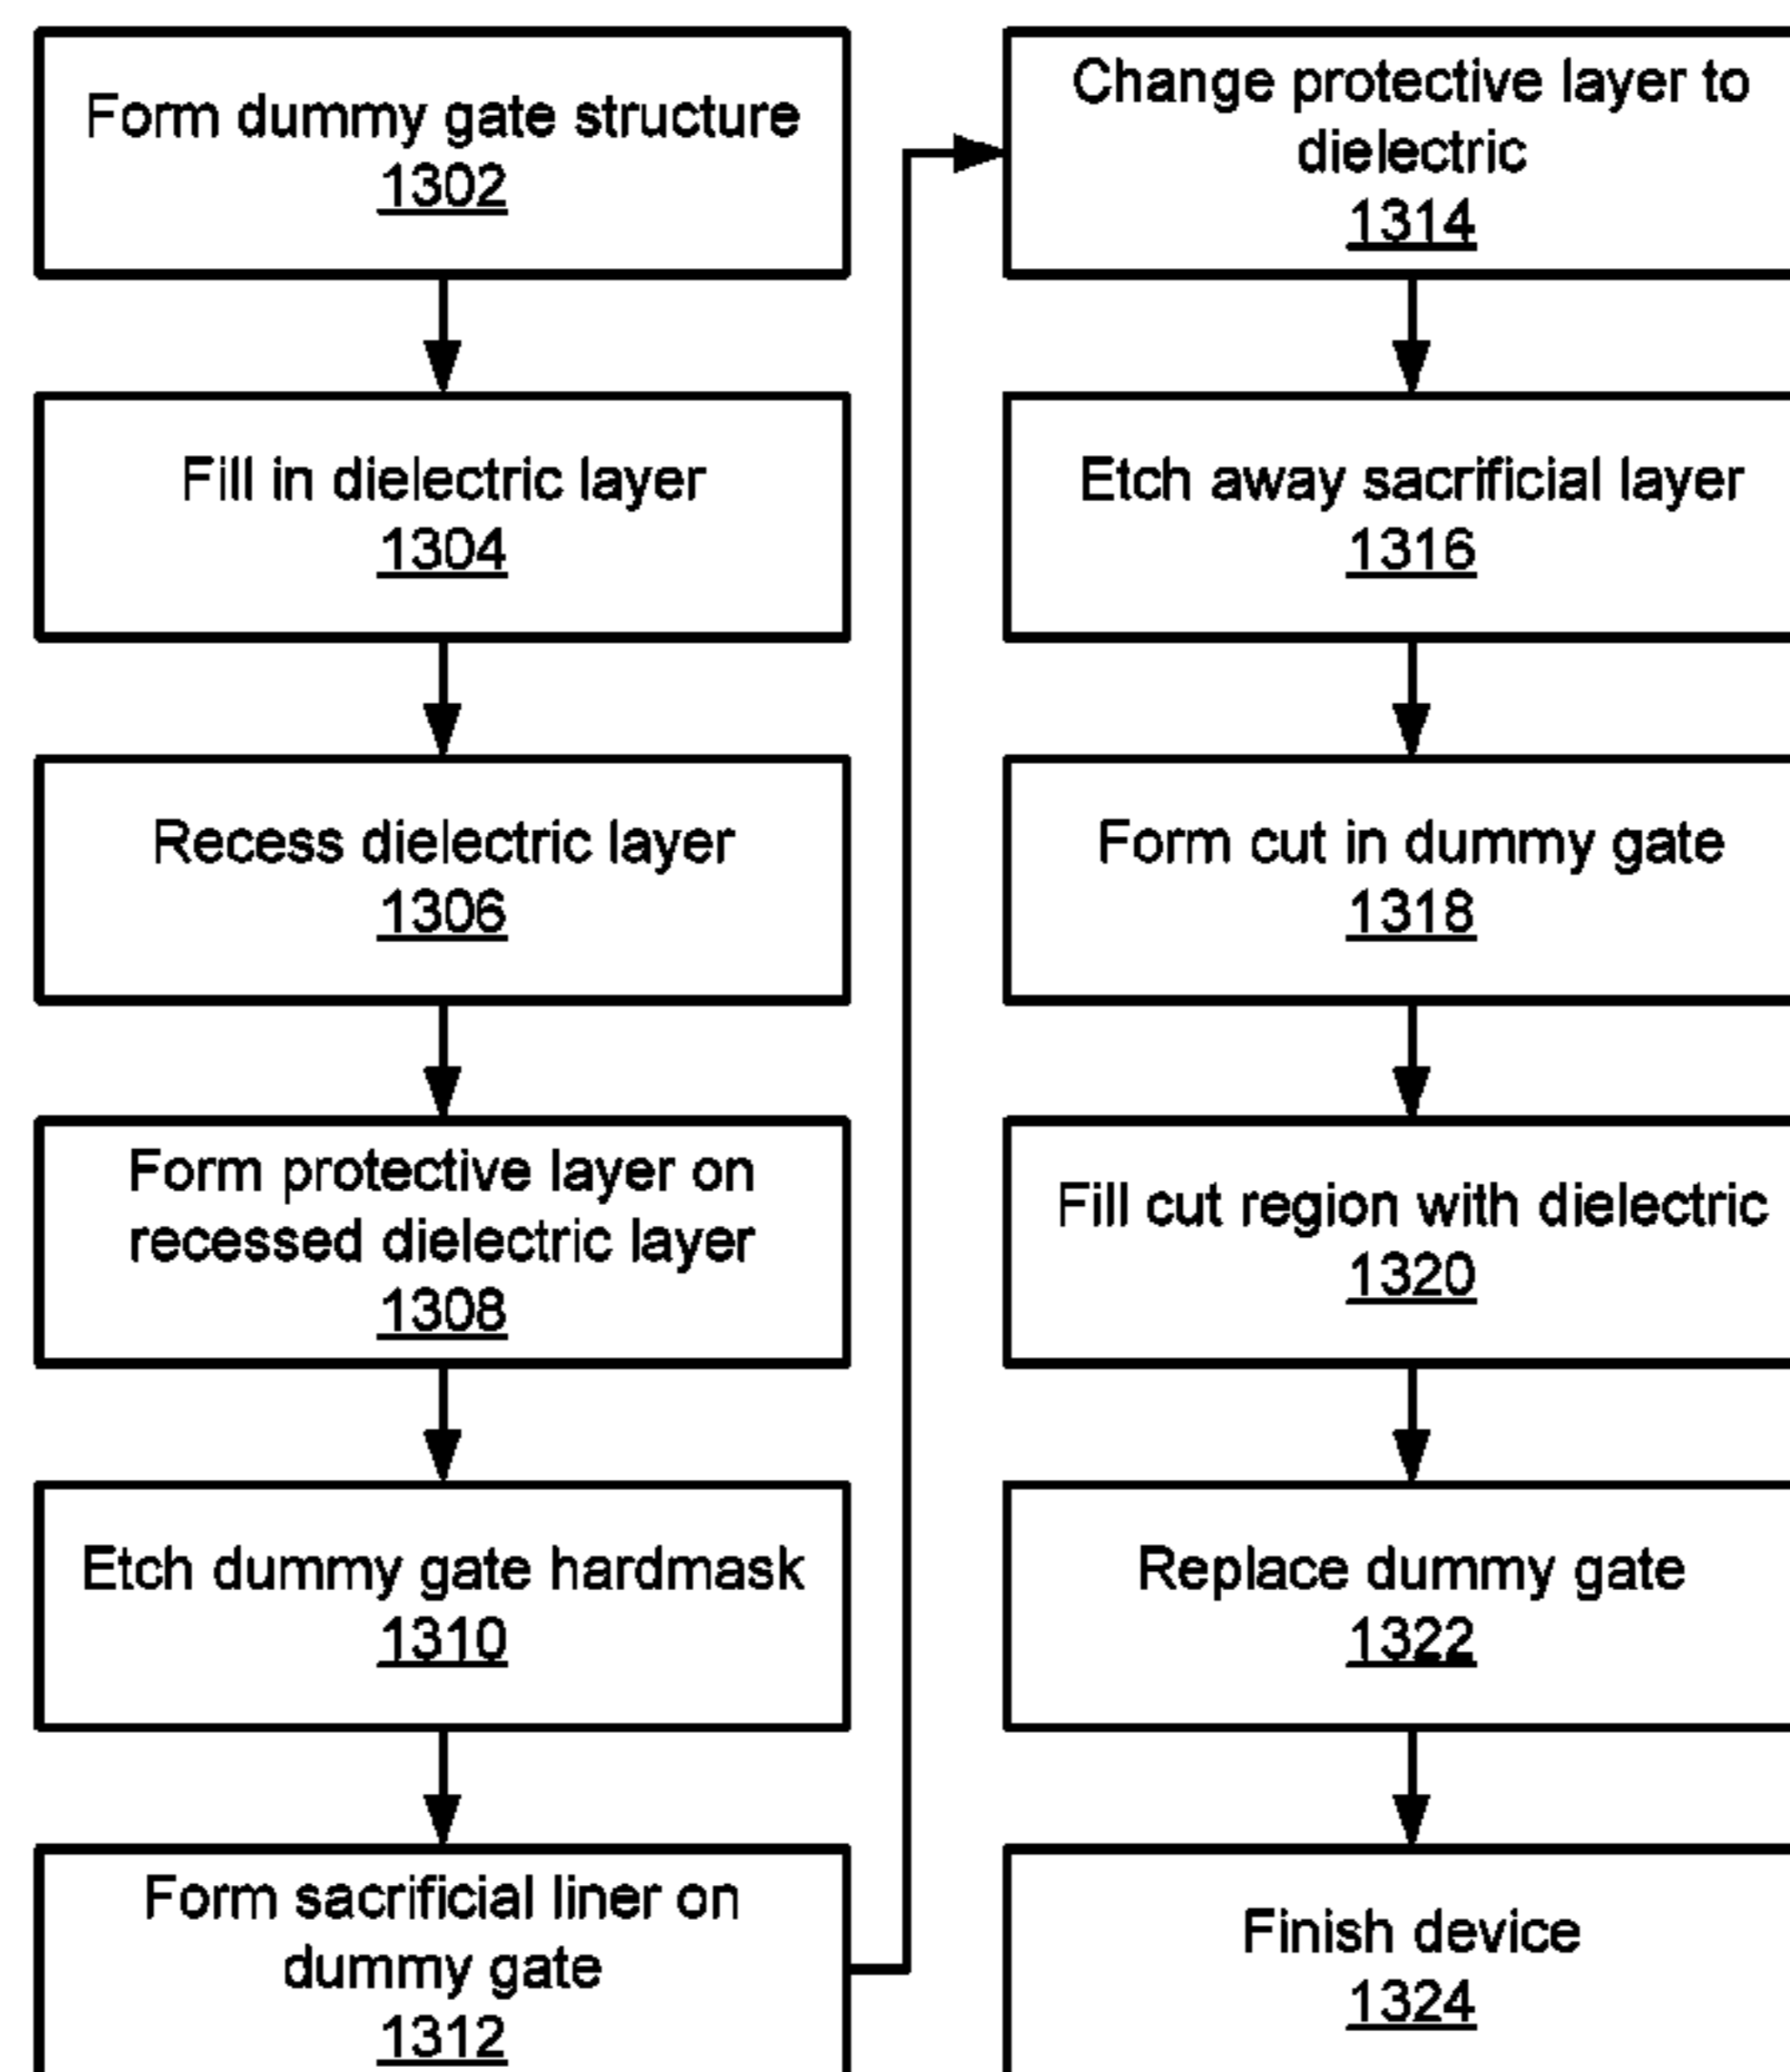 Form dummy gate structure
1302
Fill in dielectric layer
1304
Recess dielectric layer
1306
Form protective layer on
recessed dielectric layer
1308
Etch dummy gate hardmask
1310
Form sacrificial liner on
dummy gate
1312
Change protective layer to
dielectric
1314
Etch away sacrificial layer
1316
Form cut in dummy gate
1318
Fill cut region with dielectric
1320
Replace dummy gate
1322
Finish device
1324